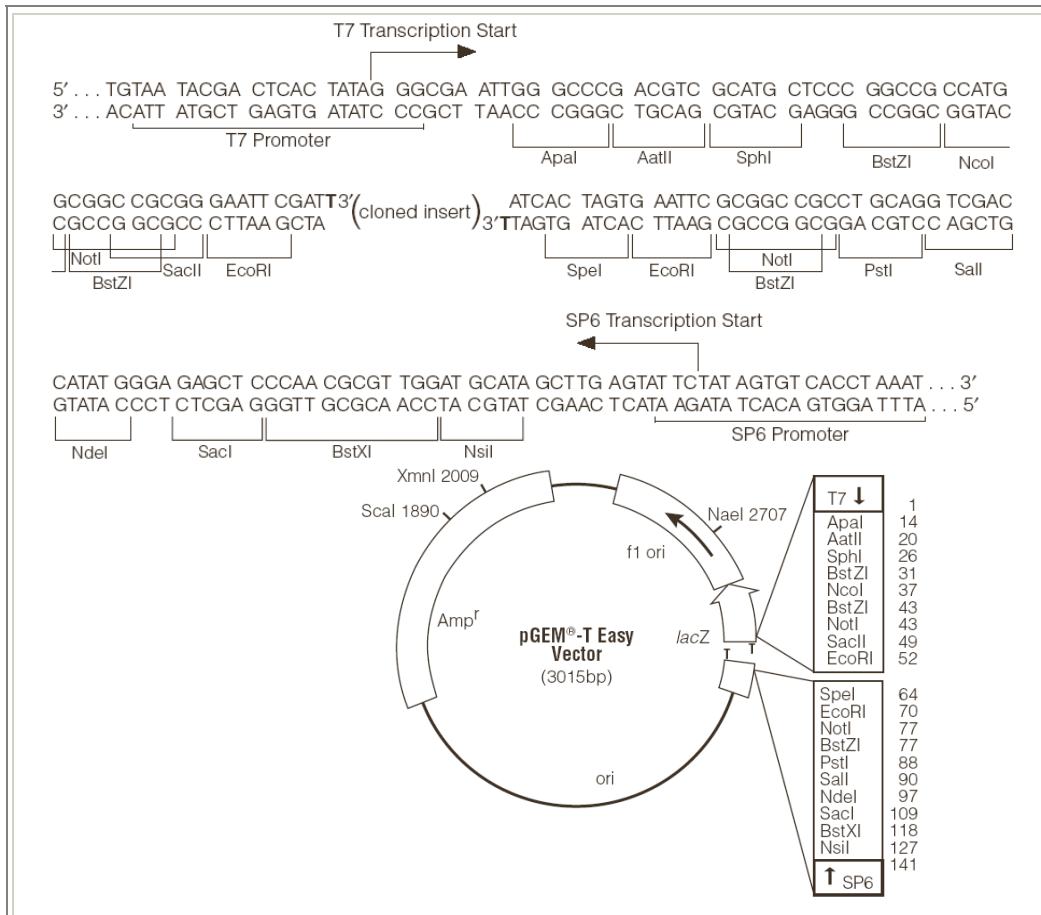 T7 Transcription Start
5′ . . . TGTAA TACGA CTCAC TATAG GGCGA ATTGG GCCCG ACGTC GCATG CTCCC GGCCG CCATG
3′ . . . ACATT ATGCT GAGTG ATATC CCGCT TAACC CGGGC TGCAG CGTAC GAGGG CCGGC GGTAC
T7 Promoter
ApaI AatII SphI BstZI NcoI
GCGGC CGCGG GAATT CGATT3′ (cloned insert) ATCAC TAGTG AATTC GCGGC CGCCT GCAGG TCGAC
CGCCG GCGCC CTTAA GCTA 3′TTAGTG ATCAC TTAAG CGCCG GCGGA CGTCC AGCTG
NotI SacII EcoRI SpeI EcoRI NotI PstI SalI
BstZI BstZI
SP6 Transcription Start
CATAT GGGA GAGCTC CCAA CGCGT TGGAT GCATA GCTTG AGTAT TCTAT AGTGT CACCT AAAT . . . 3′
GTATA CCCT CTCGAG GGTT GCGCA ACCTA CGTAT CGAAC TCATA AGATA TCACA GTGGA TTTA . . . 5′
NdeI SacI BstXI NsiI SP6 Promoter
XmnI 2009
ScaI 1890
NaeI 2707
f1 ori
Ampr
pGEM®-T Easy
Vector
(3015bp)
lacZ
T T
ori
T7 ↓ 1
ApaI 14
AatII 20
SphI 26
BstZI 31
NcoI 37
BstZI 43
NotI 43
SacII 49
EcoRI 52
SpeI 64
EcoRI 70
NotI 77
BstZI 77
PstI 88
SalI 90
NdeI 97
SacI 109
BstXI 118
NsiI 127
141
↑ SP6